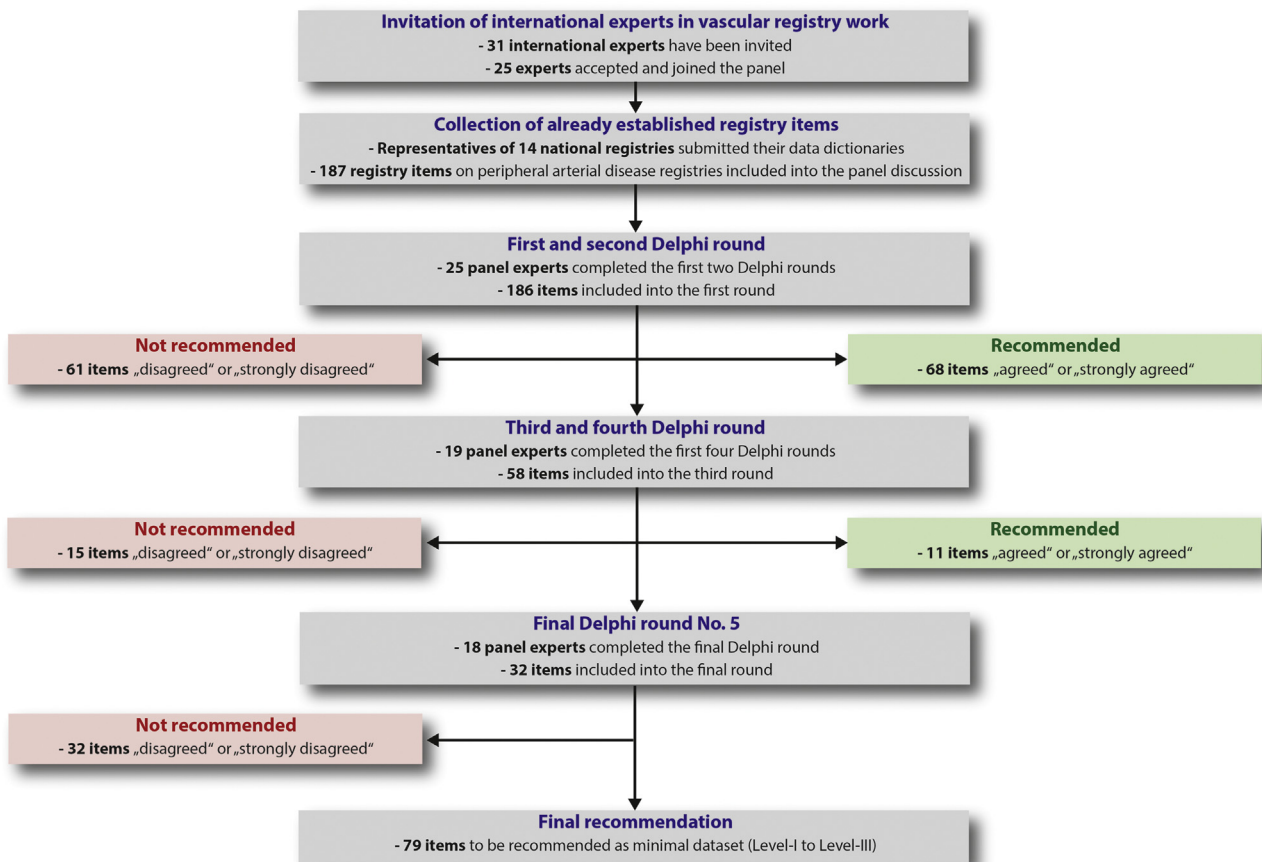 Invitation of international experts in vascular registry work
- 31 international experts have been invited
- 25 experts accepted and joined the panel
Collection of already established registry items
- Representatives of 14 national registries submitted their data dictionaries
- 187 registry items on peripheral arterial disease registries included into the panel discussion
First and second Delphi round
- 25 panel experts completed the first two Delphi rounds
- 186 items included into the first round
Not recommended
- 61 items „disagreed“ or „strongly disagreed“
Recommended
- 68 items „agreed“ or „strongly agreed“
Third and fourth Delphi round
- 19 panel experts completed the first four Delphi rounds
- 58 items included into the third round
Not recommended
- 15 items „disagreed“ or „strongly disagreed“
Recommended
- 11 items „agreed“ or „strongly agreed“
Final Delphi round No. 5
- 18 panel experts completed the final Delphi round
- 32 items included into the final round
Not recommended
- 32 items „disagreed“ or „strongly disagreed“
Final recommendation
- 79 items to be recommended as minimal dataset (Level-I to Level-III)